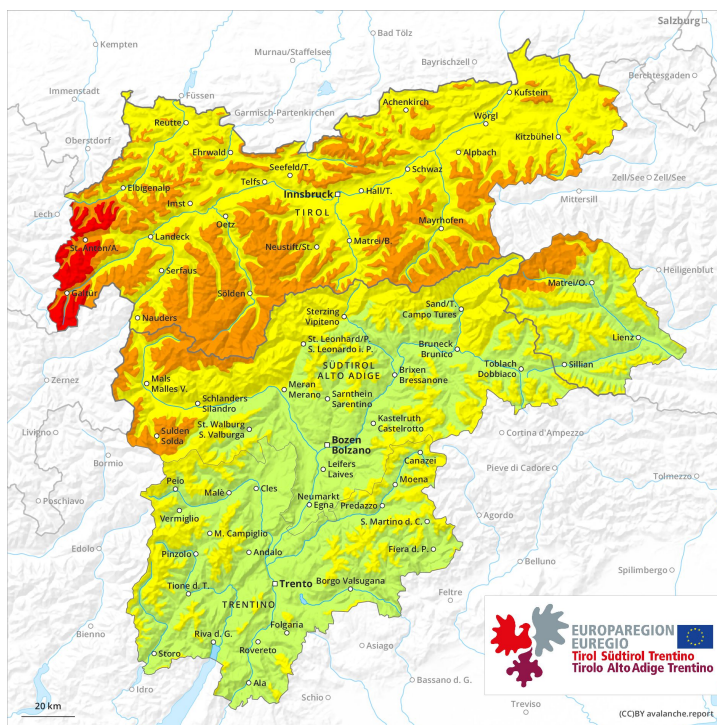 Salzburg
Kempten
Bad Tölz
Murnau/Staffelsee
Bayrischzell
Berchtesgaden
Immenstadt
Füssen
Garmisch-Partenkirchen
Achenkirch
Kufstein
Reutte
Wörgl
Oberstdorf
Ehrwald
Kitzbühel
Seefeld/T.
Alpbach
Elbigenalp
Telfs
Schwaz
Zell/See
Zell/See
Innsbruck
Hall/T.
Mittersill
Lech
Imst
TIROL
Oetz
Mayrhofen
St. Anton/A.
Landeck
Neustift/St.
Matrei/B.
Serfaus
Heiligenblut
Galtür
Sölden
Matrei/O.
Nauders
Sterzing
Vipiteno
Sand/T.
Campo Tures
St. Leonhard/P.
S. Leonardo i. P.
Lienz
Bruneck
Brunico
Zernez
SÜDTIROL
ALTO ADIGE
Toblach
Dobbiaco
Sillian
Mals
Malles V.
Meran
Merano
Brixen
Bressanone
Schlanders
Silandro
Sarnthein
Sarentino
Livigno
St. Walburg
S. Valburga
Kastelruth
Castelrotto
Sulden
Solda
Cortina d'Ampezzo
Bozen
Bolzano
Bormio
Canazei
Pieve di Cadore
Leifers
Laives
Tolmezzo
Peio
Moena
Poschiavo
Malè
Cles
Neumarkt
Egna
Predazzo
Vermiglio
Agordo
S. Martino d. C.
M. Campiglio
Edolo
Pinzolo
Andalo
Fiera d. P.
Belluno
Spilimbergo
Tione d. T.
Trento
Borgo Valsugana
Feltre
TRENTINO
Bienno
Folgaria
Riva d. G.
Rovereto
Asiago
Storo
Bassano d. G.
Idro
Ala
Schio
Treviso
EUROPAREGION
EUREGIO
Tirol Südtirol Trentino
Tirolo Alto Adige Trentino
20 km
(CC)BY avalanche.report